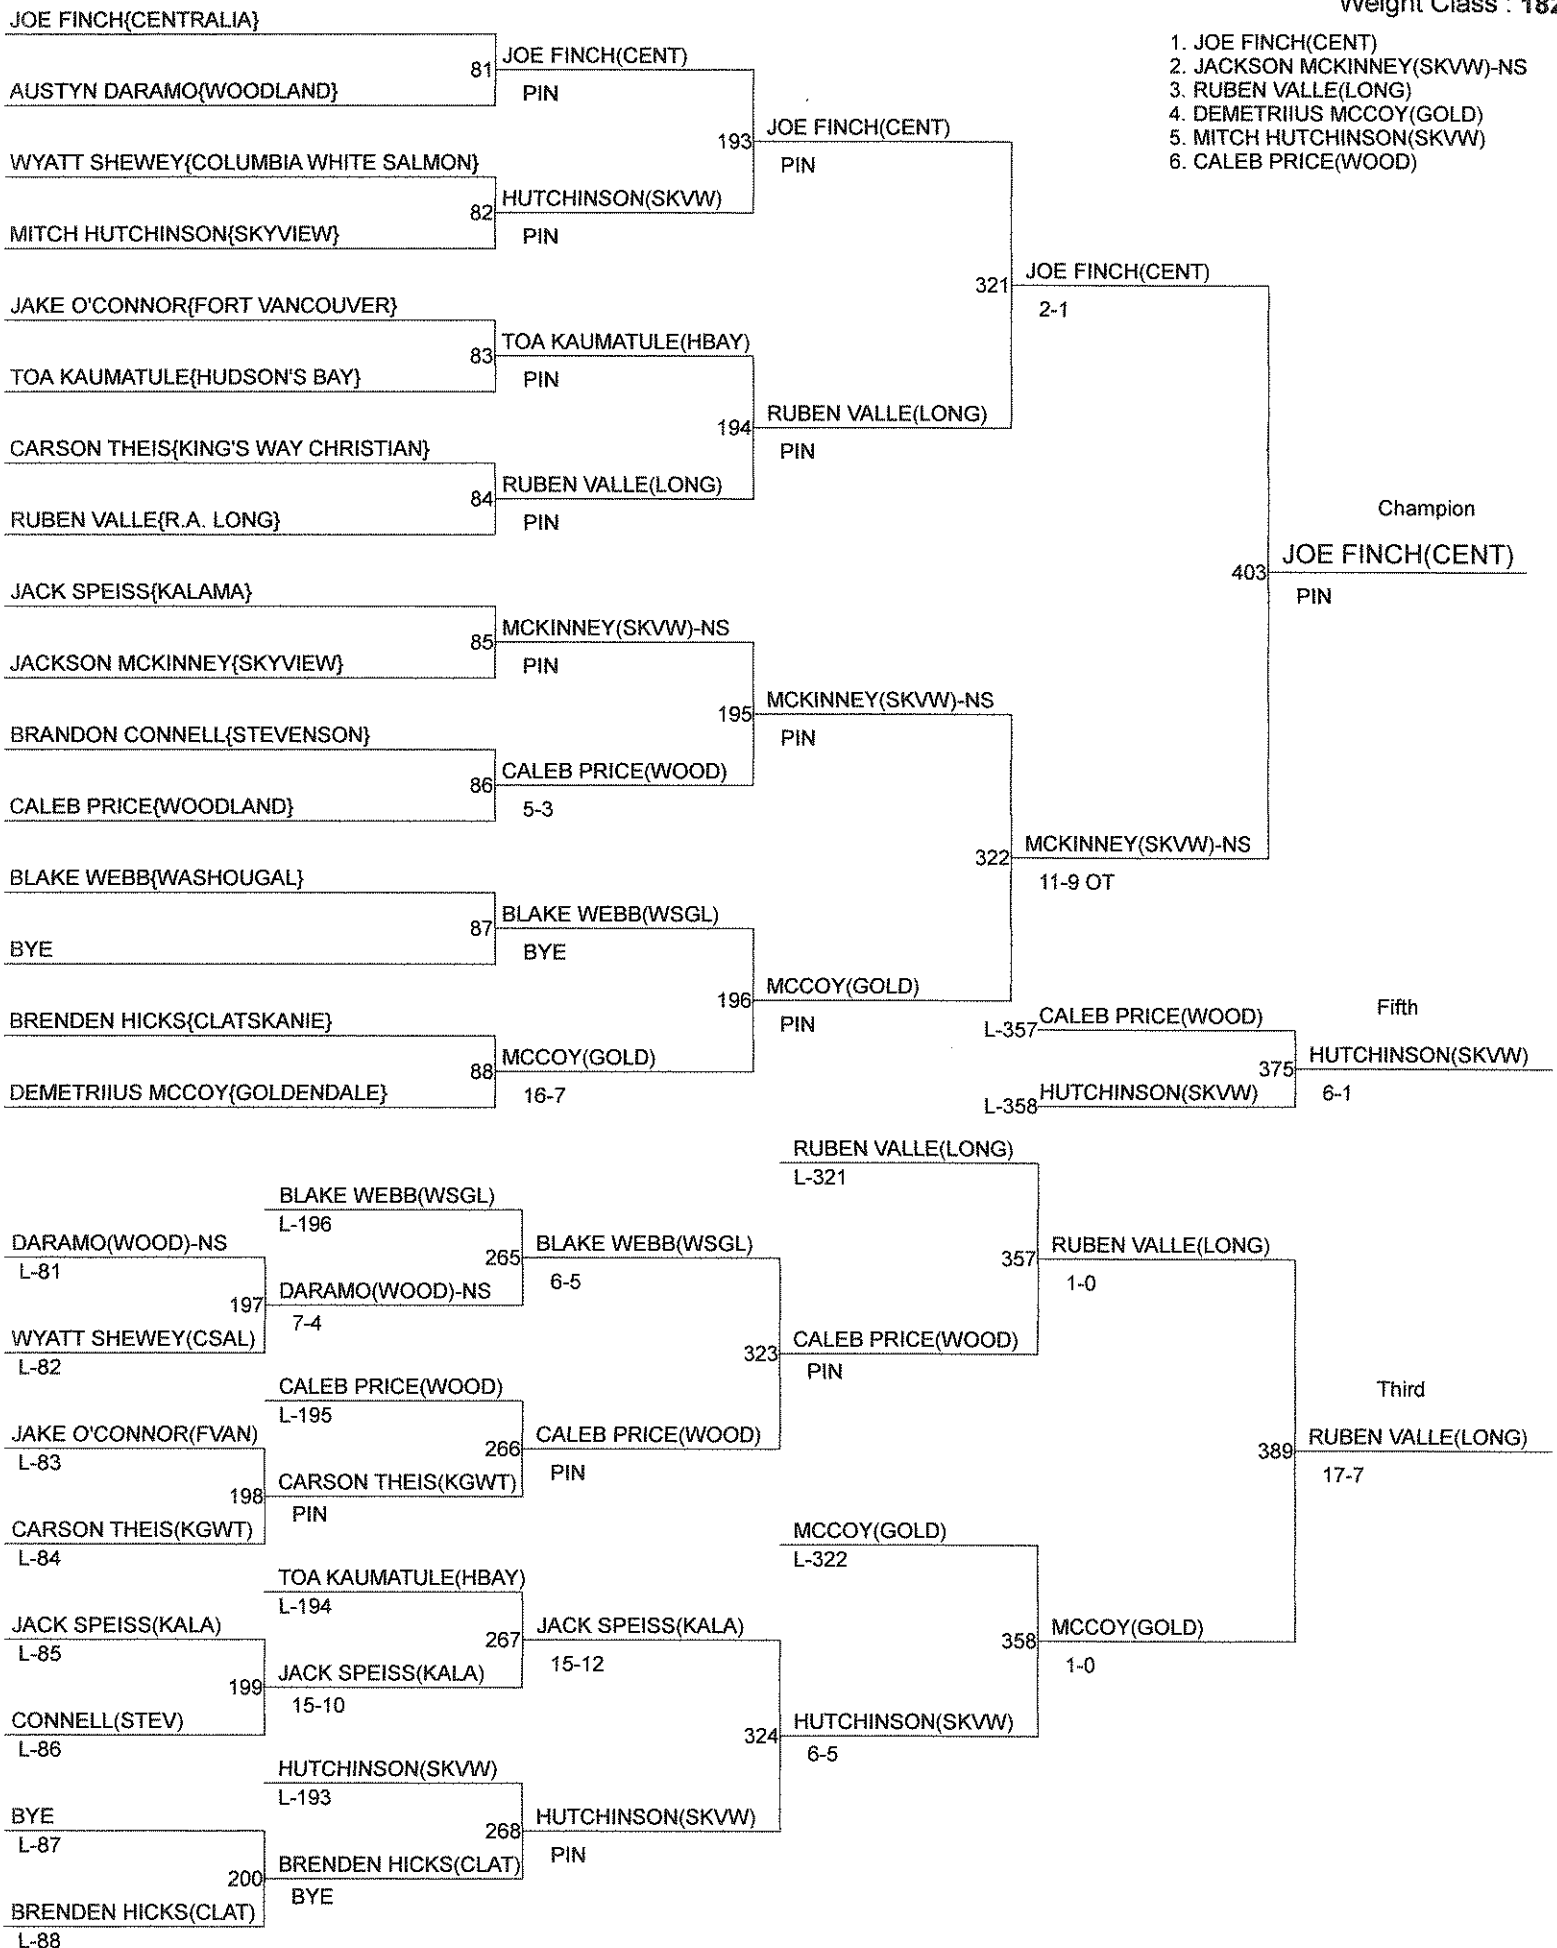 Weight Class : 182
1. JOE FINCH(CENT)
2. JACKSON MCKINNEY(SKVW)-NS
3. RUBEN VALLE(LONG)
4. DEMETRIIUS MCCOY(GOLD)
5. MITCH HUTCHINSON(SKVW)
6. CALEB PRICE(WOOD)
JOE FINCH{CENTRALIA}
81 JOE FINCH(CENT)
PIN
AUSTYN DARAMO{WOODLAND}
193 JOE FINCH(CENT)
PIN
WYATT SHEWEY{COLUMBIA WHITE SALMON}
82 HUTCHINSON(SKVW)
PIN
MITCH HUTCHINSON{SKYVIEW}
321 JOE FINCH(CENT)
2-1
JAKE O'CONNOR{FORT VANCOUVER}
83 TOA KAUMATULE(HBAY)
PIN
TOA KAUMATULE{HUDSON'S BAY}
194 RUBEN VALLE(LONG)
PIN
CARSON THEIS{KING'S WAY CHRISTIAN}
84 RUBEN VALLE(LONG)
PIN
RUBEN VALLE{R.A. LONG}
Champion
403 JOE FINCH(CENT)
PIN
JACK SPEISS{KALAMA}
85 MCKINNEY(SKVW)-NS
PIN
JACKSON MCKINNEY{SKYVIEW}
195 MCKINNEY(SKVW)-NS
PIN
BRANDON CONNELL{STEVENSON}
86 CALEB PRICE(WOOD)
5-3
CALEB PRICE{WOODLAND}
322 MCKINNEY(SKVW)-NS
11-9 OT
BLAKE WEBB{WASHOUGAL}
87 BLAKE WEBB(WSGL)
BYE
BYE
196 MCCOY(GOLD)
PIN
BRENDEN HICKS{CLATSKANIE}
88 MCCOY(GOLD)
16-7
DEMETRIIUS MCCOY{GOLDENDALE}
L-357 CALEB PRICE(WOOD)
Fifth
375 HUTCHINSON(SKVW)
6-1
L-358 HUTCHINSON(SKVW)
RUBEN VALLE(LONG)
L-321
BLAKE WEBB(WSGL)
L-196
DARAMO(WOOD)-NS
L-81
265 BLAKE WEBB(WSGL)
6-5
357 RUBEN VALLE(LONG)
1-0
197 DARAMO(WOOD)-NS
7-4
WYATT SHEWEY(CSAL)
L-82
323 CALEB PRICE(WOOD)
PIN
CALEB PRICE(WOOD)
L-195
Third
JAKE O'CONNOR(FVAN)
L-83
266 CALEB PRICE(WOOD)
PIN
389 RUBEN VALLE(LONG)
17-7
198 CARSON THEIS(KGWT)
PIN
CARSON THEIS(KGWT)
L-84
MCCOY(GOLD)
L-322
TOA KAUMATULE(HBAY)
L-194
JACK SPEISS(KALA)
L-85
267 JACK SPEISS(KALA)
15-12
358 MCCOY(GOLD)
1-0
199 JACK SPEISS(KALA)
15-10
CONNELL(STEV)
L-86
324 HUTCHINSON(SKVW)
6-5
HUTCHINSON(SKVW)
L-193
BYE
L-87
268 HUTCHINSON(SKVW)
PIN
200 BRENDEN HICKS(CLAT)
BYE
BRENDEN HICKS(CLAT)
L-88